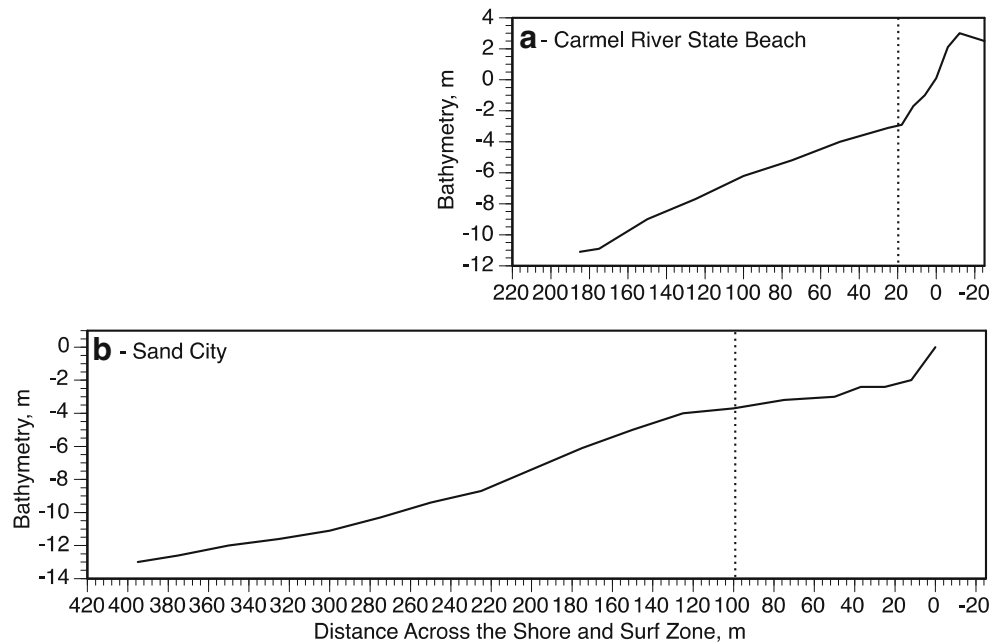 a - Carmel River State Beach
Bathymetry, m
4
2
0
-2
-4
-6
-8
-10
-12
220 200 180 160 140 120 100 80 60 40 20 0 -20
b - Sand City
Bathymetry, m
0
-2
-4
-6
-8
-10
-12
-14
420 400 380 360 340 320 300 280 260 240 220 200 180 160 140 120 100 80 60 40 20 0 -20
Distance Across the Shore and Surf Zone, m